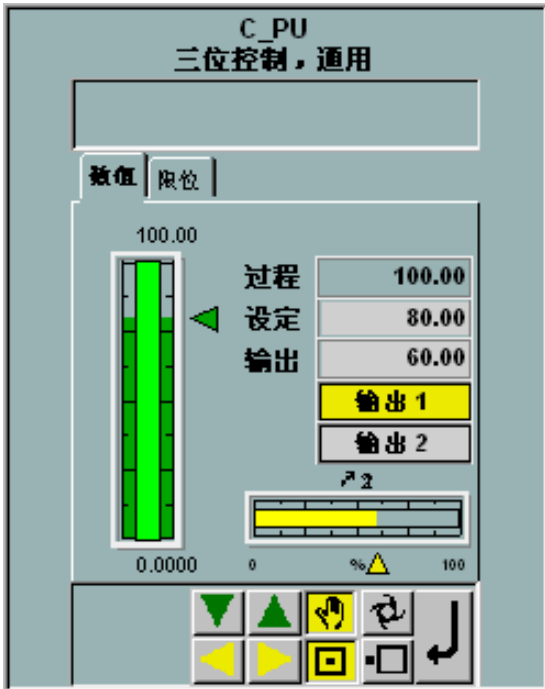 C_PU
三位控制，通用
数值 限位
100.00
过程 100.00
设定 80.00
输出 60.00
输出 1
输出 2
2
0.0000
0 % 100